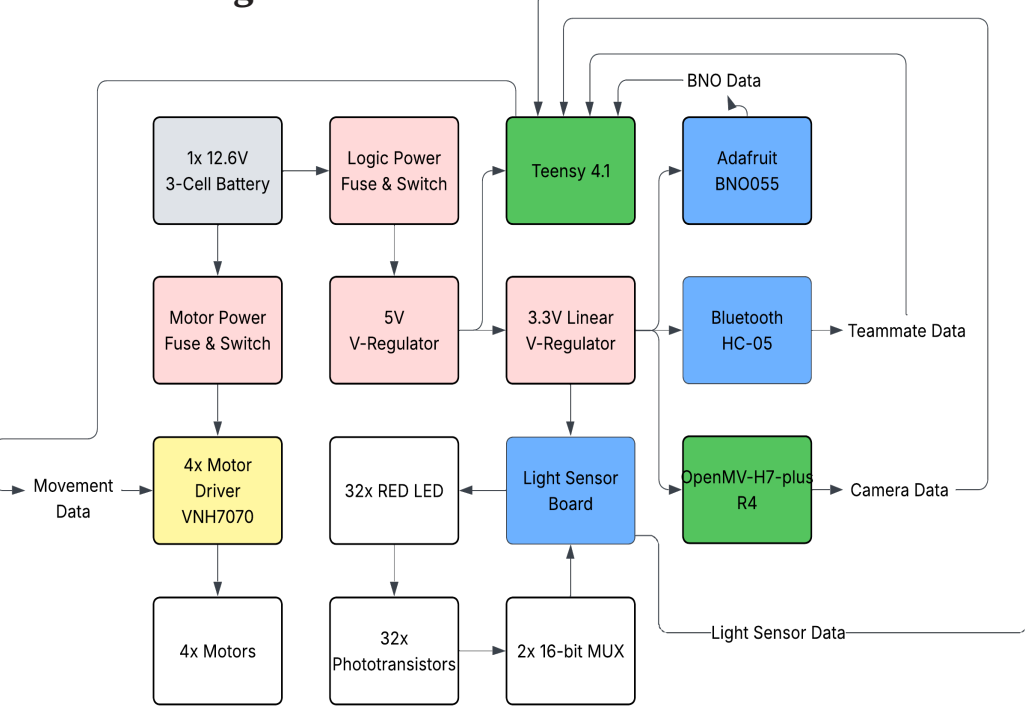 g
BNO Data
1x 12.6V
3-Cell Battery
Logic Power
Fuse & Switch
Teensy 4.1
Adafruit
BNO055
Motor Power
Fuse & Switch
5V
V-Regulator
3.3V Linear
V-Regulator
Bluetooth
HC-05
Teammate Data
Movement
Data
4x Motor
Driver
VNH7070
32x RED LED
Light Sensor
Board
OpenMV-H7-plus
R4
Camera Data
4x Motors
32x
Phototransistors
2x 16-bit MUX
Light Sensor Data